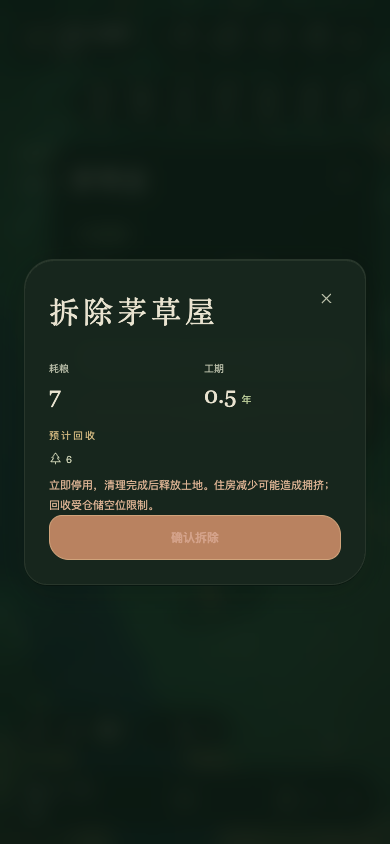 拆除茅草屋
耗粮
工期
7
0.5 年
预计回收
6
立即停用，清理完成后释放土地。住房减少可能造成拥挤；
回收受仓储空位限制。
确认拆除